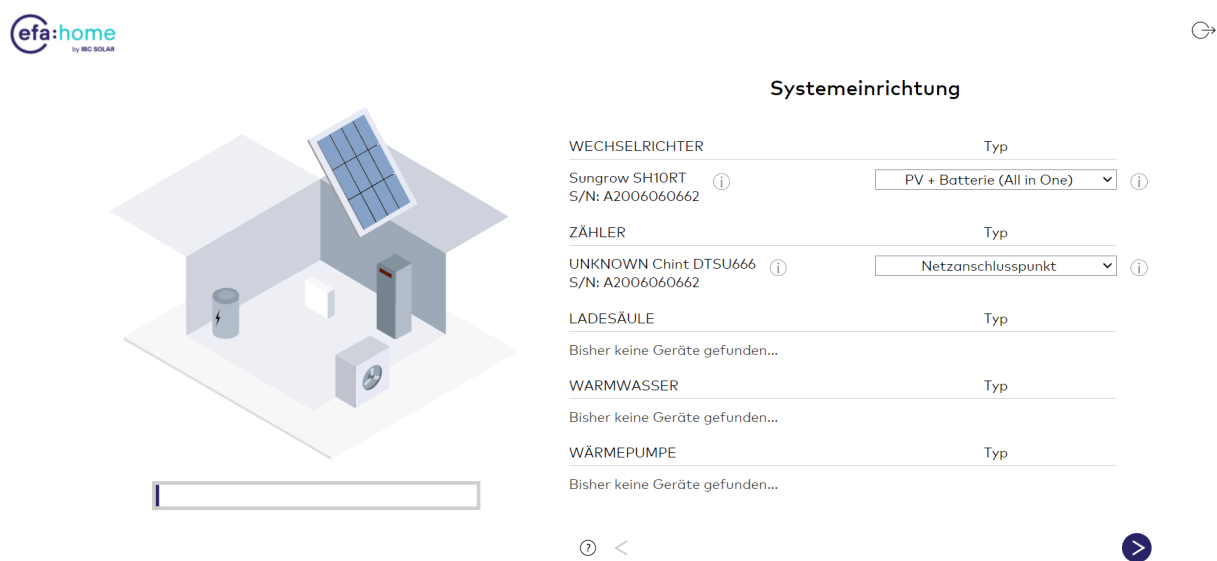 efa:home
by IBC SOLAR
Systemeinrichtung
WECHSELRICHTER Typ
Sungrow SH10RT PV + Batterie (All in One)
S/N: A2006060662
ZÄHLER Typ
UNKNOWN Chint DTSU666 Netzanschlusspunkt
S/N: A2006060662
LADESÄULE Typ
Bisher keine Geräte gefunden...
WARMWASSER Typ
Bisher keine Geräte gefunden...
WÄRMEPUMPE Typ
Bisher keine Geräte gefunden...